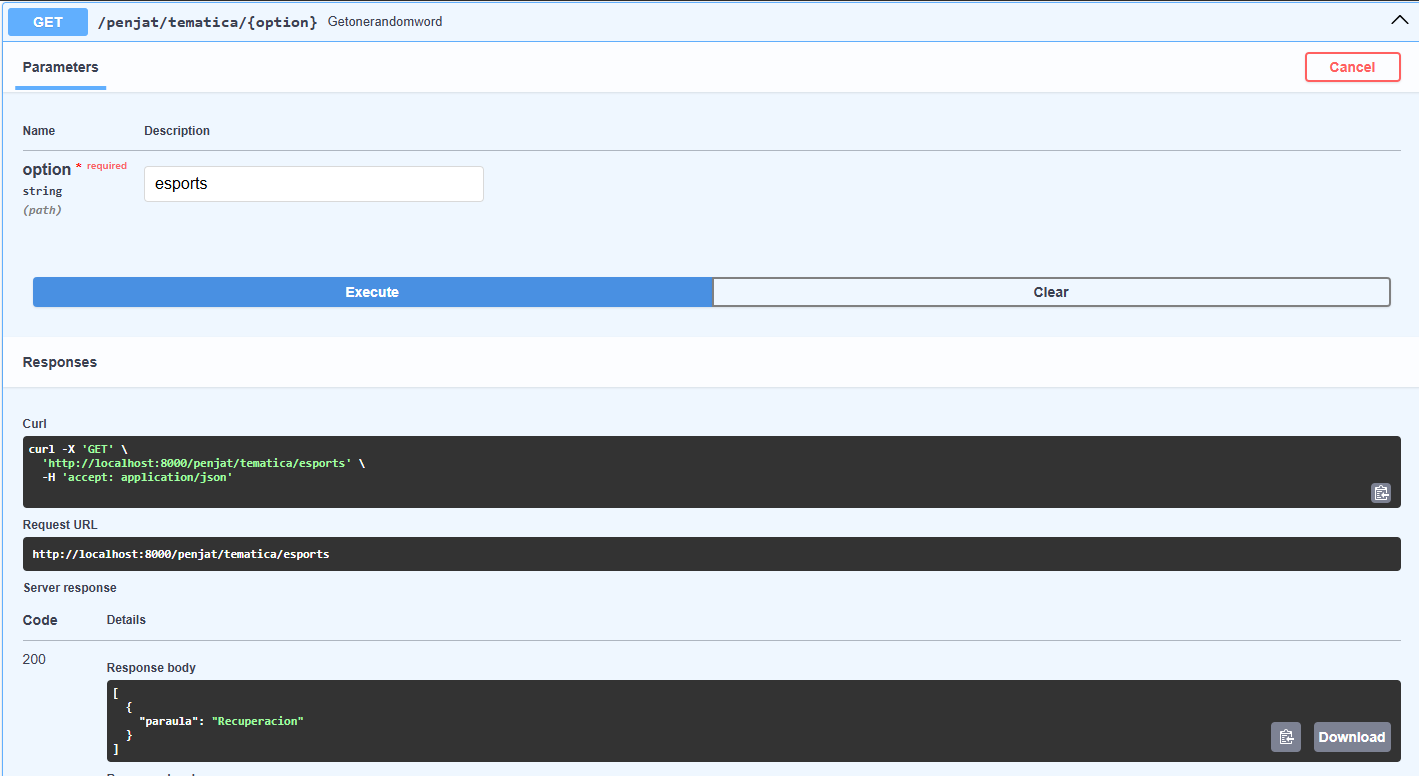 GET /penjat/tematica/{option} Getonerandomword
Parameters
Cancel
Name Description
option * required
string
(path)
esports
Execute
Clear
Responses
Curl
curl -X 'GET' \
'http://localhost:8000/penjat/tematica/esports' \
-H 'accept: application/json'
Request URL
http://localhost:8000/penjat/tematica/esports
Server response
Code Details
200
Response body
[
{
"paraula": "Recuperacion"
}
]
Download